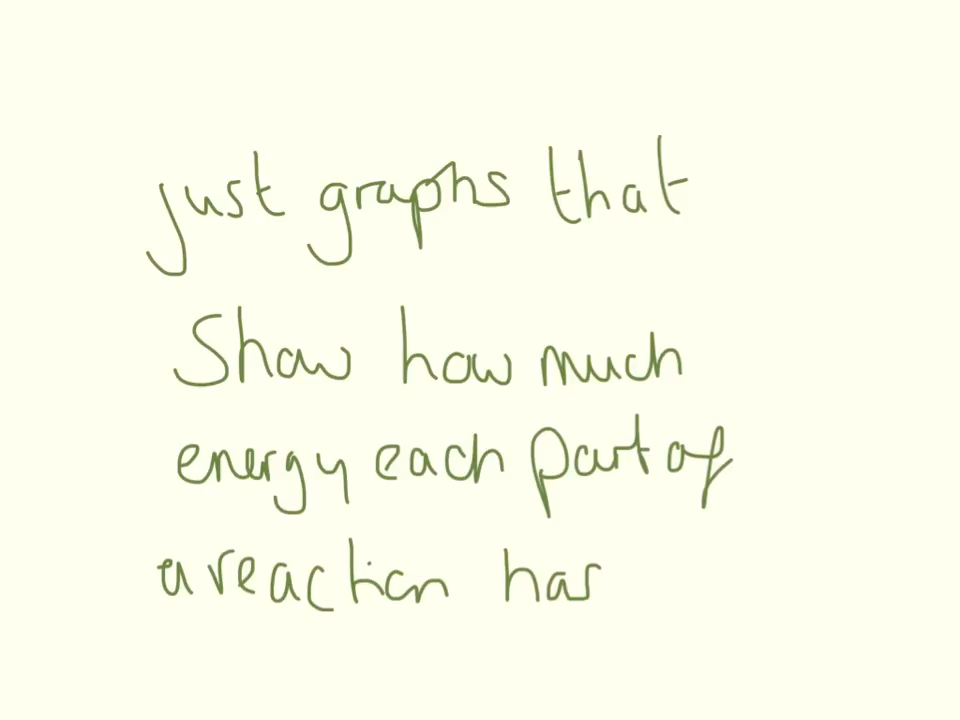 just graphs that
Show how much
energy each part of
a reaction has